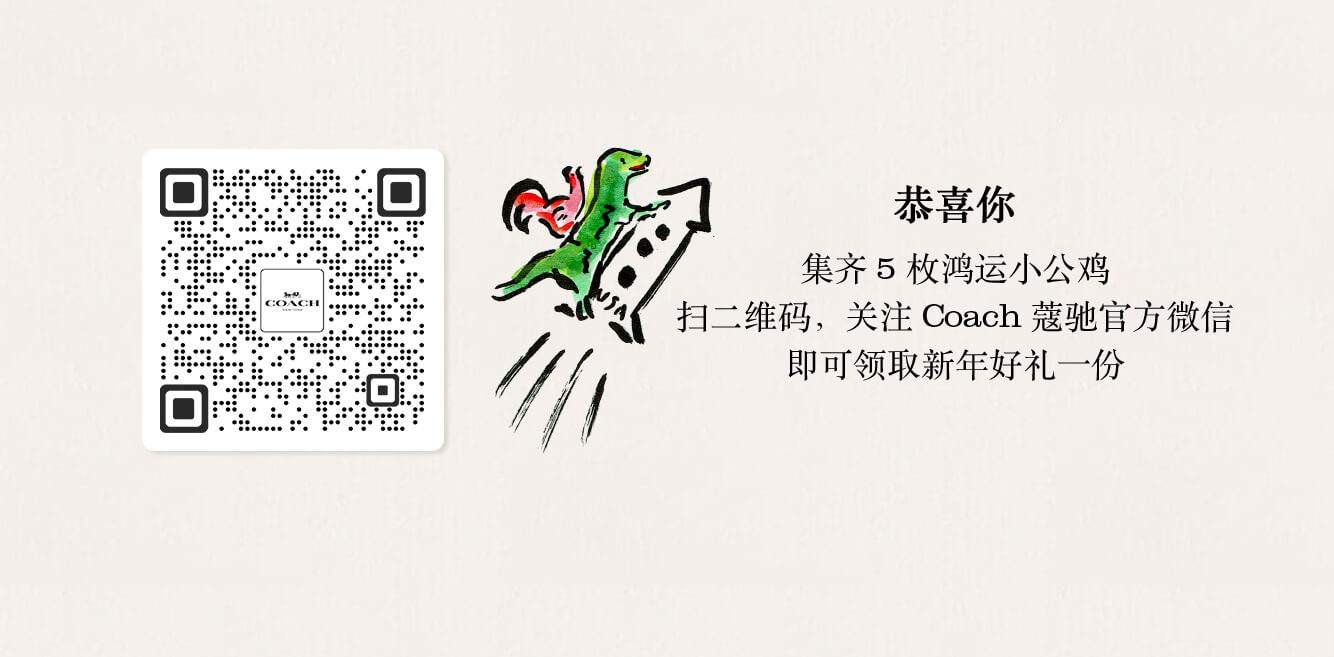 COACH
NEW YORK
USA
恭喜你
集齐 5 枚鸿运小公鸡
扫二维码，关注 Coach 蔻驰官方微信
即可领取新年好礼一份